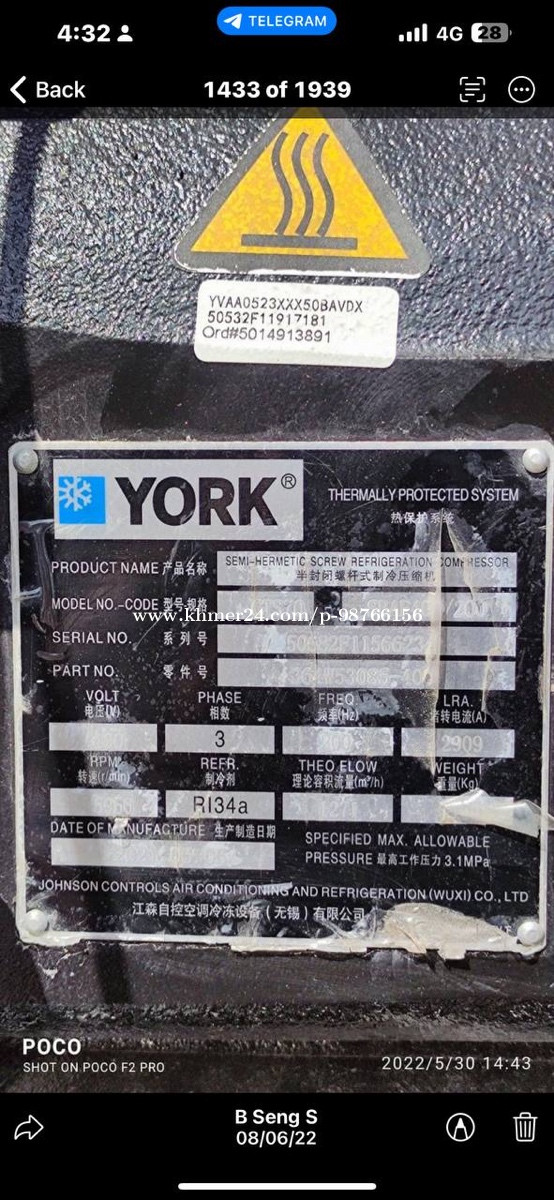 4:32
TELEGRAM
4G 28
Back
1433 of 1939
YVAA0523XXX50BAVDX
50532F11917181
Ord#5014913891
YORK®
THERMALLY PROTECTED SYSTEM
热保护系统
PRODUCT NAME 产品名称
SEMI-HERMETIC SCREW REFRIGERATION COMPRESSOR
半封闭螺杆式制冷压缩机
MODEL NO.-CODE 型号-规格
www.khmer24.com/p-98766156
SERIAL NO. 系列号
PART NO. 零件号
VOLT PHASE FREQ LRA.
电压(V) 相数 频率(Hz) 堵转电流(A)
3 2909
RPM REFR. THEO.FLOW WEIGHT
转速(r/min) 制冷剂 理论容积流量(m³/h) 重量(Kg)
R134a
DATE OF MANUFACTURE 生产制造日期
SPECIFIED MAX. ALLOWABLE
PRESSURE 最高工作压力 3.1MPa
JOHNSON CONTROLS AIR CONDITIONING AND REFRIGERATION (WUXI) CO., LTD
江森自控空调冷冻设备（无锡）有限公司
POCO
SHOT ON POCO F2 PRO
2022/5/30 14:43
B Seng S
08/06/22